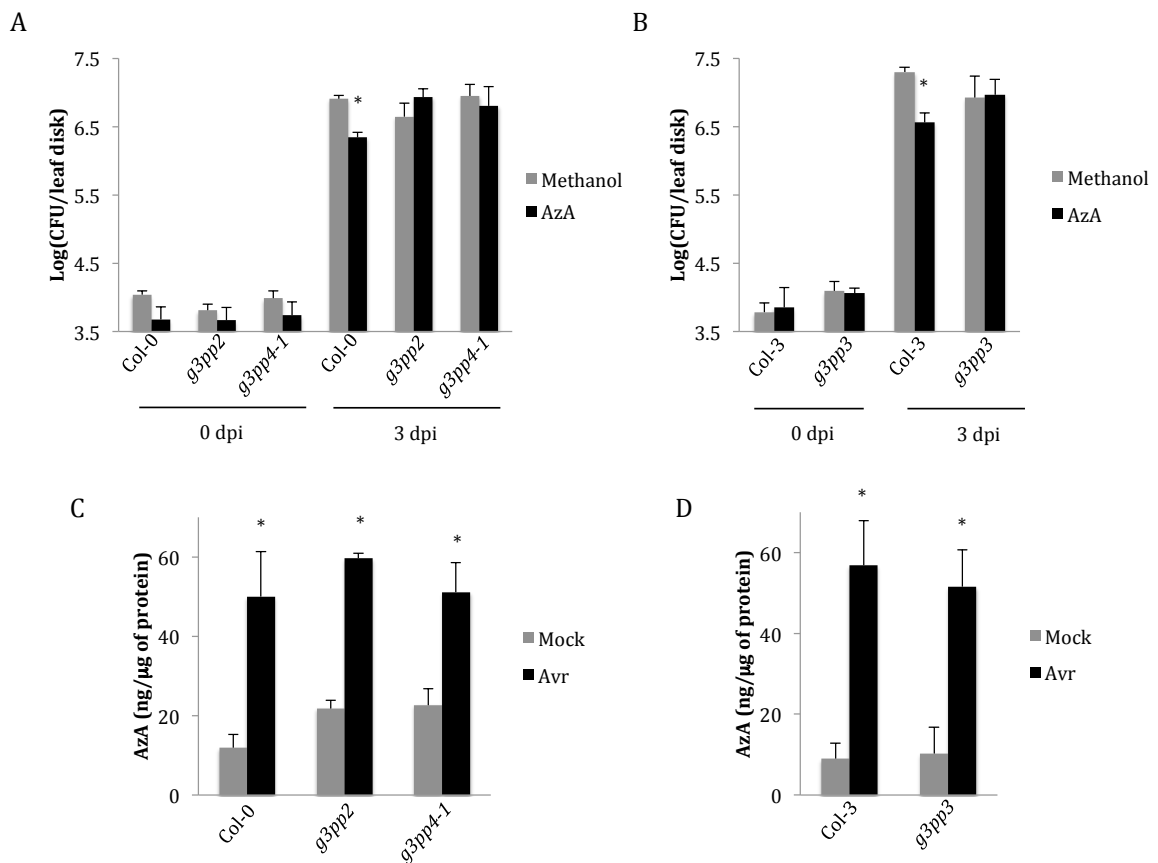 A
Log(CFU/leaf disk)
7.5
6.5
5.5
4.5
3.5
*
Methanol
AzA
Col-0
g3pp2
g3pp4-1
Col-0
g3pp2
g3pp4-1
0 dpi
3 dpi
B
Log(CFU/leaf disk)
7.5
6.5
5.5
4.5
3.5
*
Methanol
AzA
Col-3
g3pp3
Col-3
g3pp3
0 dpi
3 dpi
C
AzA (ng/µg of protein)
60
40
20
0
*
*
*
Mock
Avr
Col-0
g3pp2
g3pp4-1
D
AzA (ng/µg of protein)
60
40
20
0
*
*
Mock
Avr
Col-3
g3pp3